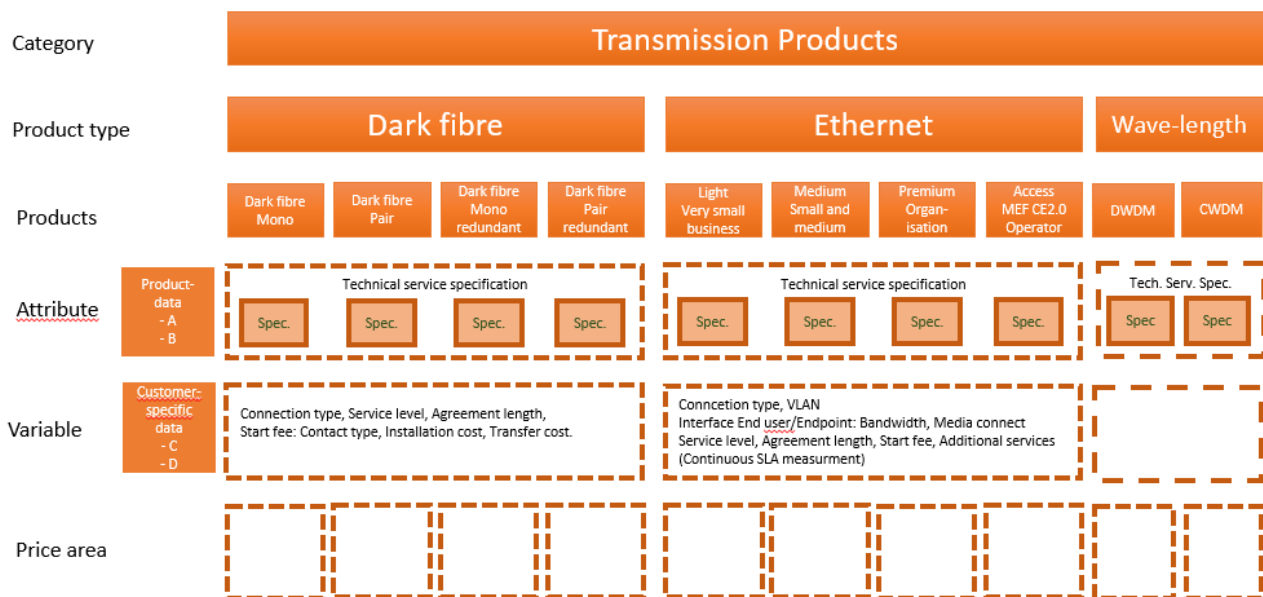 Category
Transmission Products
Product type
Dark fibre
Ethernet
Wave-length
Products
Dark fibre
Mono
Dark fibre
Pair
Dark fibre
Mono
redundant
Dark fibre
Pair
redundant
Light
Very small
business
Medium
Small and
medium
Premium
Organ-
isation
Access
MEF CE2.0
Operator
DWDM
CWDM
Attribute
Product-
data
- A
- B
Technical service specification
Spec.
Spec.
Spec.
Spec.
Technical service specification
Spec.
Spec.
Spec.
Spec.
Tech. Serv. Spec.
Spec
Spec
Variable
Customer-
specific
data
- C
- D
Connection type, Service level, Agreement length,
Start fee: Contact type, Installation cost, Transfer cost.
Conncetion type, VLAN
Interface End user/Endpoint: Bandwidth, Media connect
Service level, Agreement length, Start fee, Additional services
(Continuous SLA measurment)
Price area